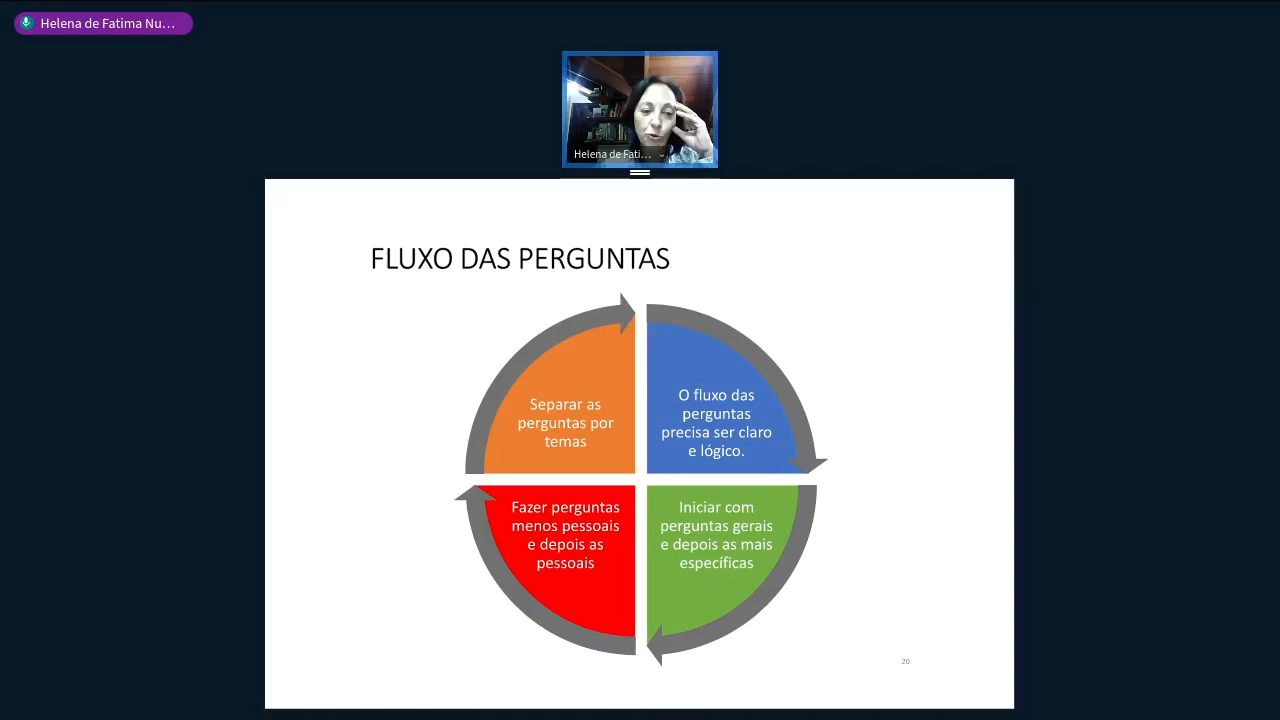 Helena de Fatima Nu...
Helena de Fati...
FLUXO DAS PERGUNTAS
Separar as
perguntas por
temas
O fluxo das
perguntas
precisa ser claro
e lógico.
Fazer perguntas
menos pessoais
e depois as
pessoais
Iniciar com
perguntas gerais
e depois as mais
específicas
20